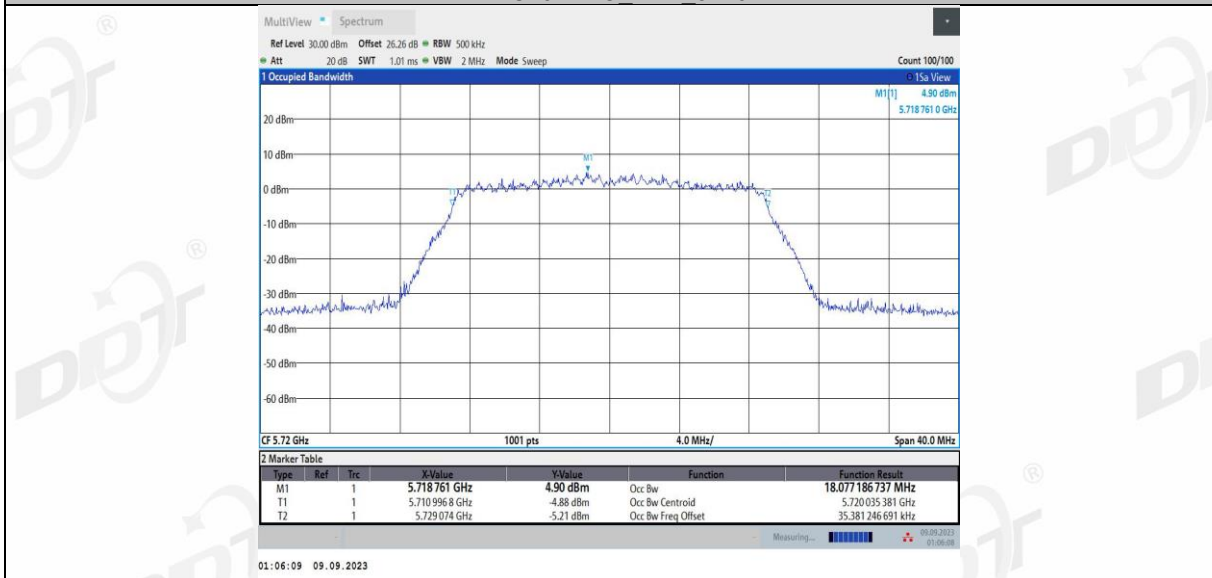 MultiView Spectrum
Ref Level 30.00 dBm Offset 26.26 dB RBW 500 kHz
Att 20 dB SWT 1.01 ms VBW 2 MHz Mode Sweep Count 100/100
1 Occupied Bandwidth 1Sa View
M1[1] 4.90 dBm
5.718 761 0 GHz
20 dBm
10 dBm
M1
0 dBm
T1 T2
-10 dBm
-20 dBm
-30 dBm
-40 dBm
-50 dBm
-60 dBm
CF 5.72 GHz 1001 pts 4.0 MHz/ Span 40.0 MHz
2 Marker Table
Type Ref Trc X-Value Y-Value Function Function Result
M1 1 5.718 761 GHz 4.90 dBm Occ Bw 18.077 186 737 MHz
T1 1 5.710 996 8 GHz -4.88 dBm Occ Bw Centroid 5.720 035 381 GHz
T2 1 5.729 074 GHz -5.21 dBm Occ Bw Freq Offset 35.381 246 691 kHz
Measuring... 09.09.2023
01:06:08
01:06:09 09.09.2023